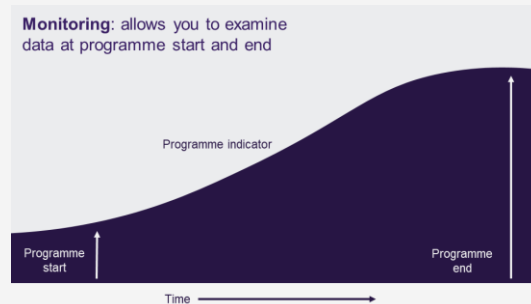 Monitoring: allows you to examine
data at programme start and end
Programme indicator
Programme
start
Programme
end
Time